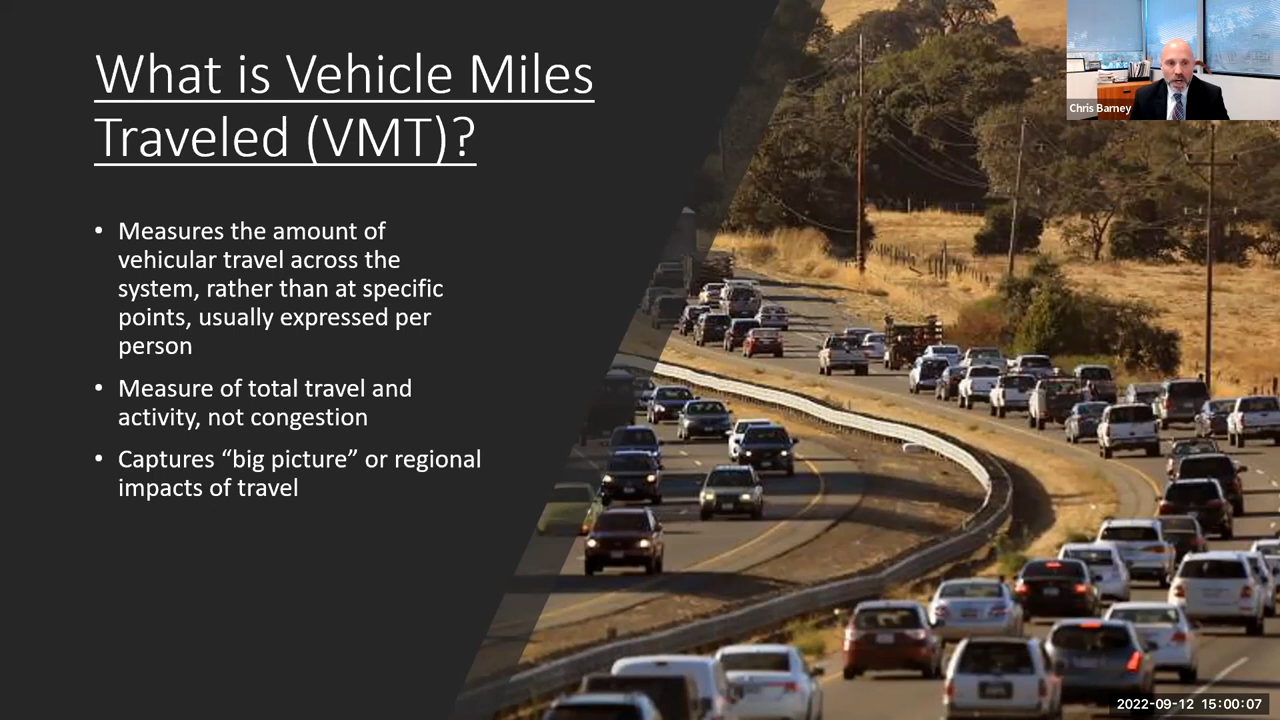 What is Vehicle Miles
Traveled (VMT)?
• Measures the amount of
vehicular travel across the
system, rather than at specific
points, usually expressed per
person
• Measure of total travel and
activity, not congestion
• Captures “big picture” or regional
impacts of travel
Chris Barney
2022-09-12 15:00:07